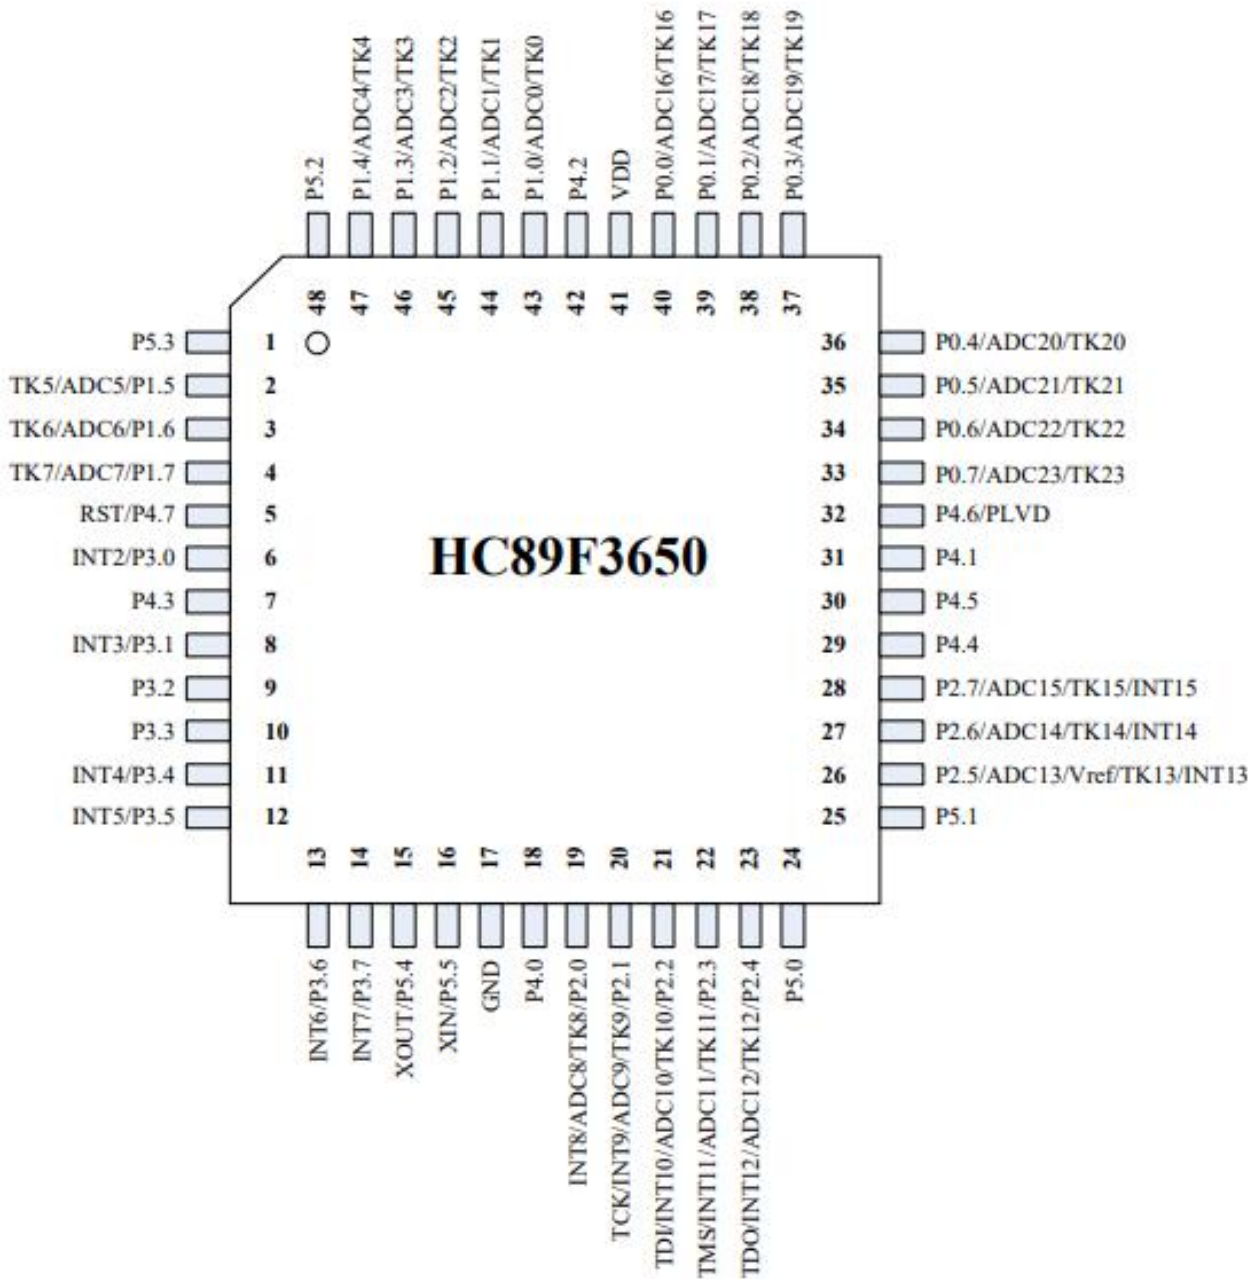 P5.2
P1.4/ADC4/TK4
P1.3/ADC3/TK3
P1.2/ADC2/TK2
P1.1/ADC1/TK1
P1.0/ADC0/TK0
P4.2
VDD
P0.0/ADC16/TK16
P0.1/ADC17/TK17
P0.2/ADC18/TK18
P0.3/ADC19/TK19
48 47 46 45 44 43 42 41 40 39 38 37
P5.3 1
TK5/ADC5/P1.5 2
TK6/ADC6/P1.6 3
TK7/ADC7/P1.7 4
RST/P4.7 5
INT2/P3.0 6
P4.3 7
INT3/P3.1 8
P3.2 9
P3.3 10
INT4/P3.4 11
INT5/P3.5 12
HC89F3650
36 P0.4/ADC20/TK20
35 P0.5/ADC21/TK21
34 P0.6/ADC22/TK22
33 P0.7/ADC23/TK23
32 P4.6/PLVD
31 P4.1
30 P4.5
29 P4.4
28 P2.7/ADC15/TK15/INT15
27 P2.6/ADC14/TK14/INT14
26 P2.5/ADC13/Vref/TK13/INT13
25 P5.1
13 14 15 16 17 18 19 20 21 22 23 24
INT6/P3.6
INT7/P3.7
XOUT/P5.4
XIN/P5.5
GND
P4.0
INT8/ADC8/TK8/P2.0
TCK/INT9/ADC9/TK9/P2.1
TDI/INT10/ADC10/TK10/P2.2
TMS/INT11/ADC11/TK11/P2.3
TDO/INT12/ADC12/TK12/P2.4
P5.0